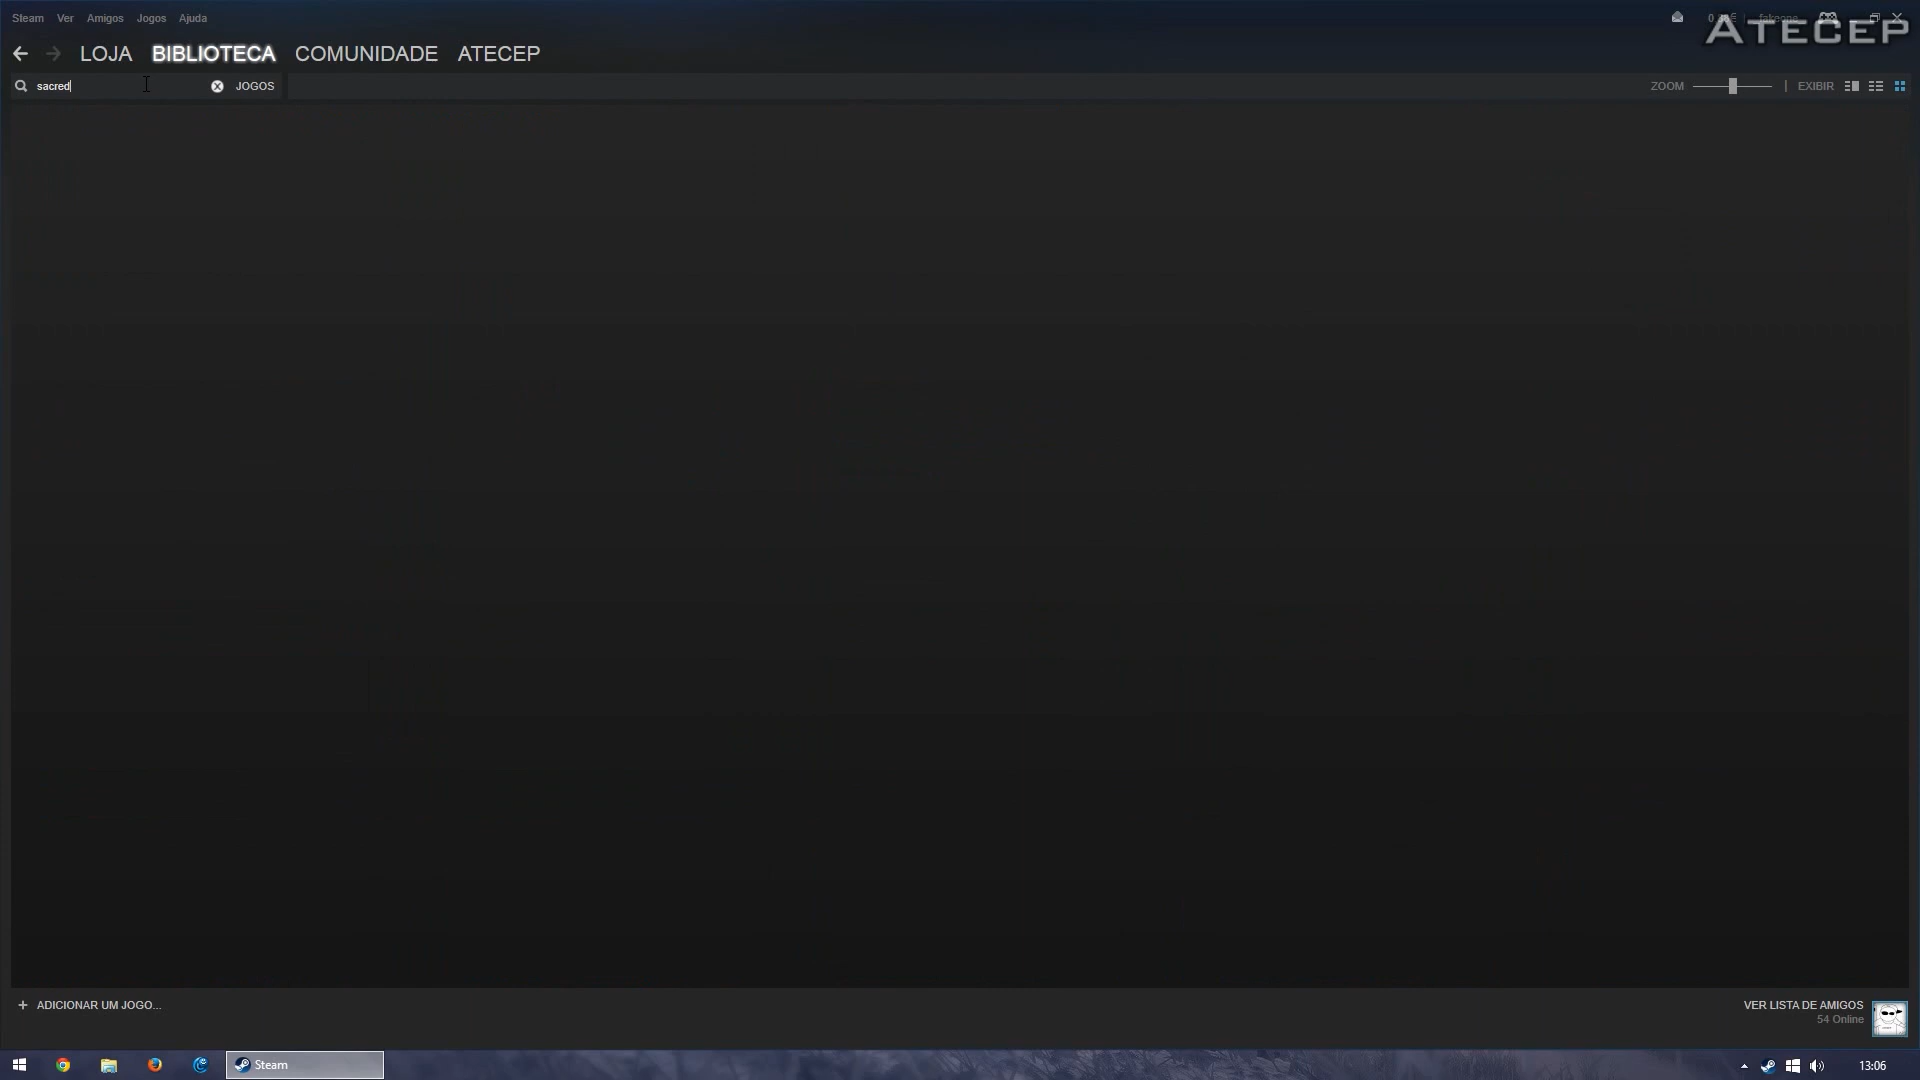 Steam Ver Amigos Jogos Ajuda
ATECEP
LOJA BIBLIOTECA COMUNIDADE ATECEP
sacred JOGOS ZOOM | EXIBIR
ADICIONAR UM JOGO... VER LISTA DE AMIGOS
54 Online
Steam 13:06